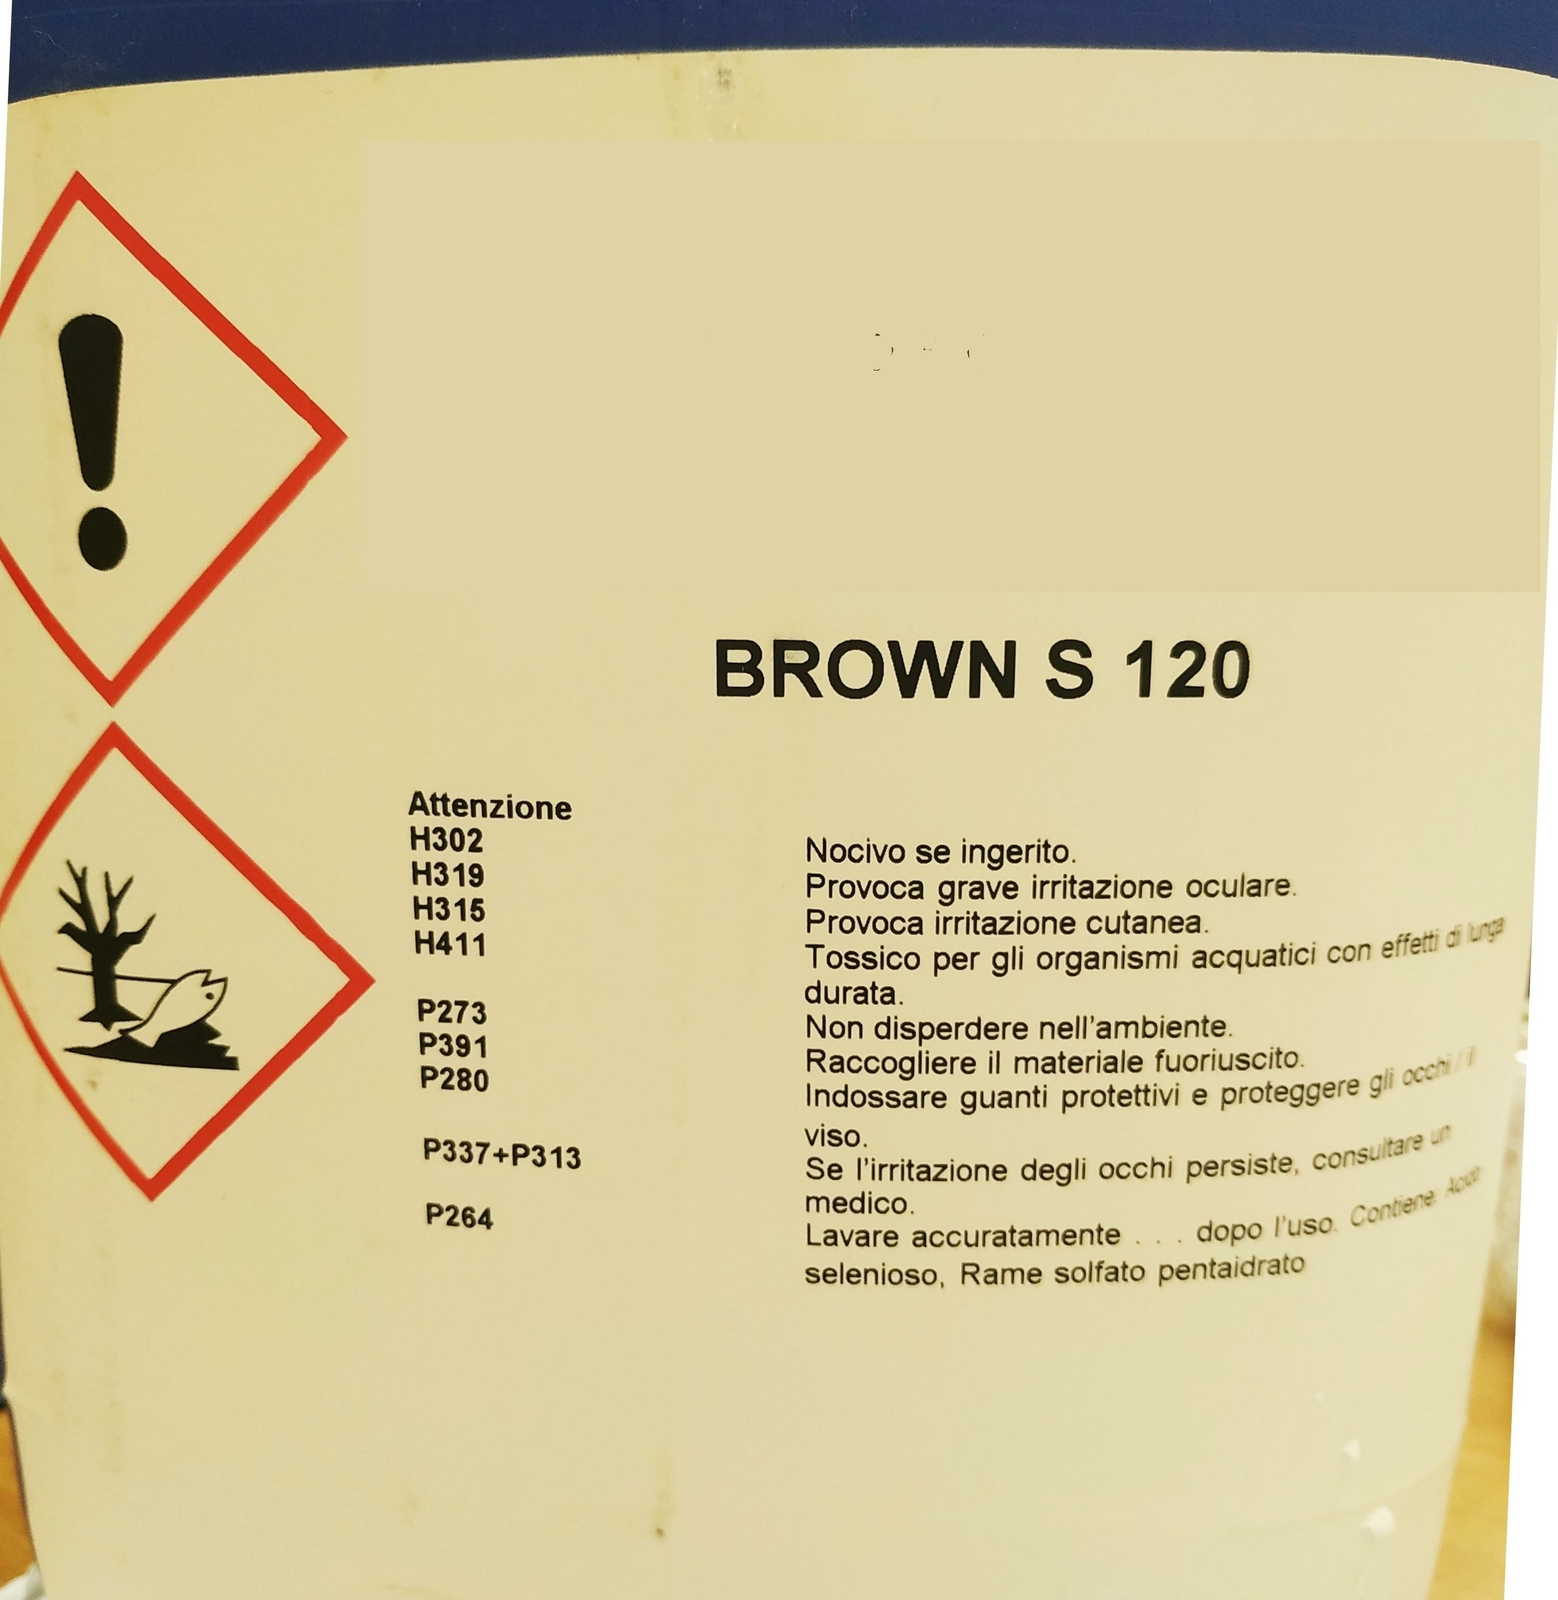 BROWN S 120
Attenzione
H302 Nocivo se ingerito.
H319 Provoca grave irritazione oculare.
H315 Provoca irritazione cutanea.
H411 Tossico per gli organismi acquatici con effetti di lunga
durata.
P273 Non disperdere nell'ambiente.
P391 Raccogliere il materiale fuoriuscito.
P280 Indossare guanti protettivi e proteggere gli occhi / il
viso.
P337+P313 Se l'irritazione degli occhi persiste, consultare un
medico.
P264 Lavare accuratamente . . . dopo l'uso. Contiene: Acido
selenioso, Rame solfato pentaidrato